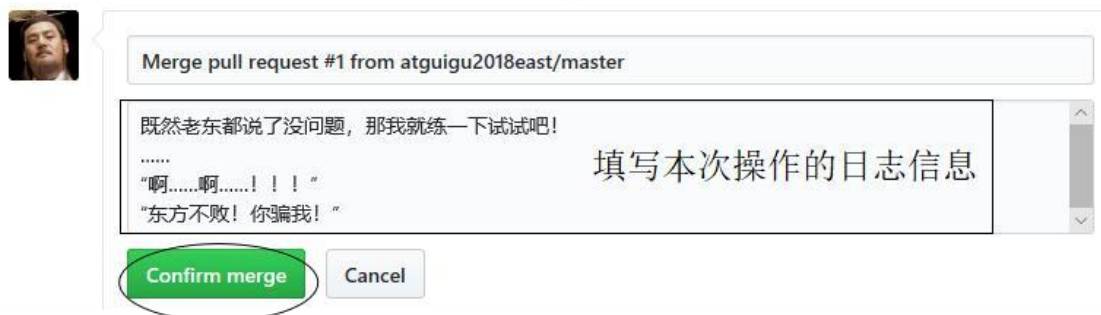 Merge pull request #1 from atguigu2018east/master
既然老东都说了没问题，那我就练一下试试吧！
......
“啊......啊......！！！”
“东方不败！你骗我！”
填写本次操作的日志信息
Confirm merge
Cancel